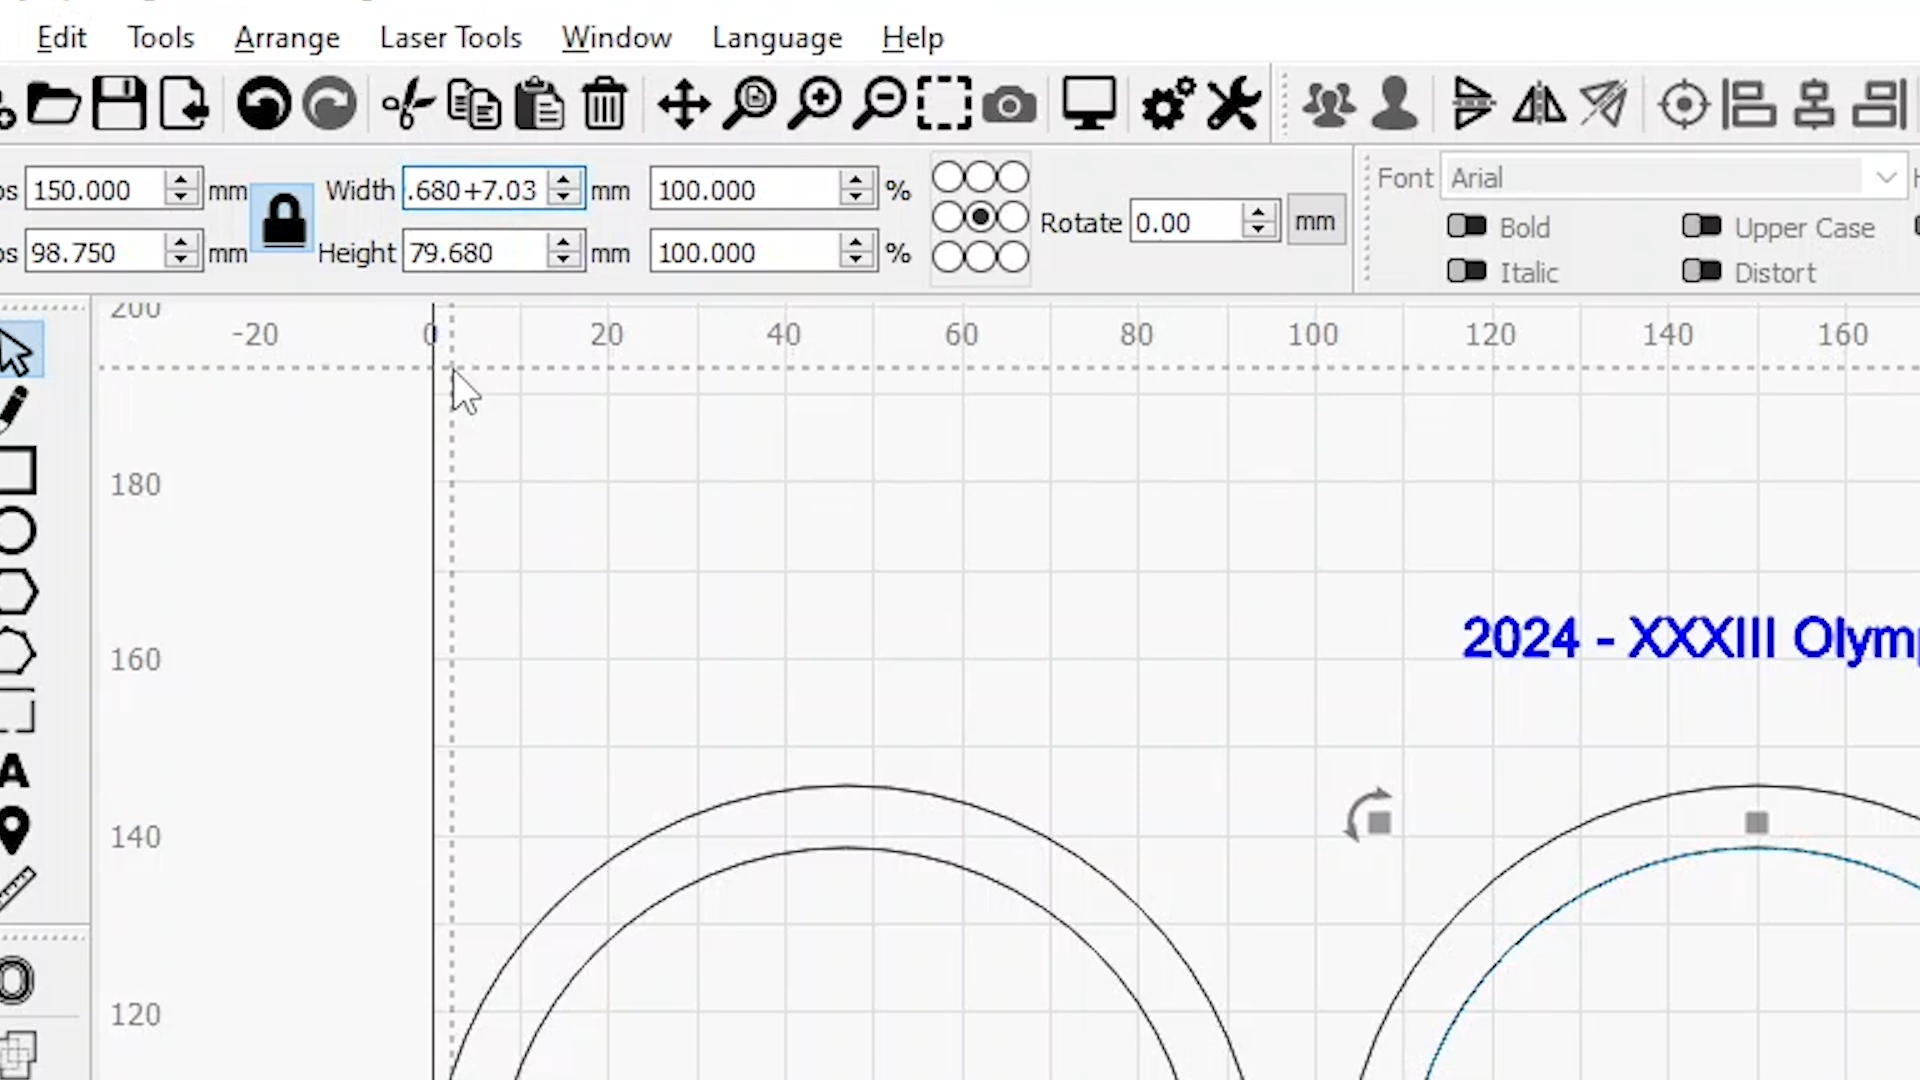 Edit Tools Arrange Laser Tools Window Language Help
150.000 mm Width .680+7.03 mm 100.000 % Font Arial
Rotate 0.00 mm Bold Upper Case
98.750 mm Height 79.680 mm 100.000 % Italic Distort
200
-20 0 20 40 60 80 100 120 140 160
180
2024 - XXXIII Olymp
160
140
120